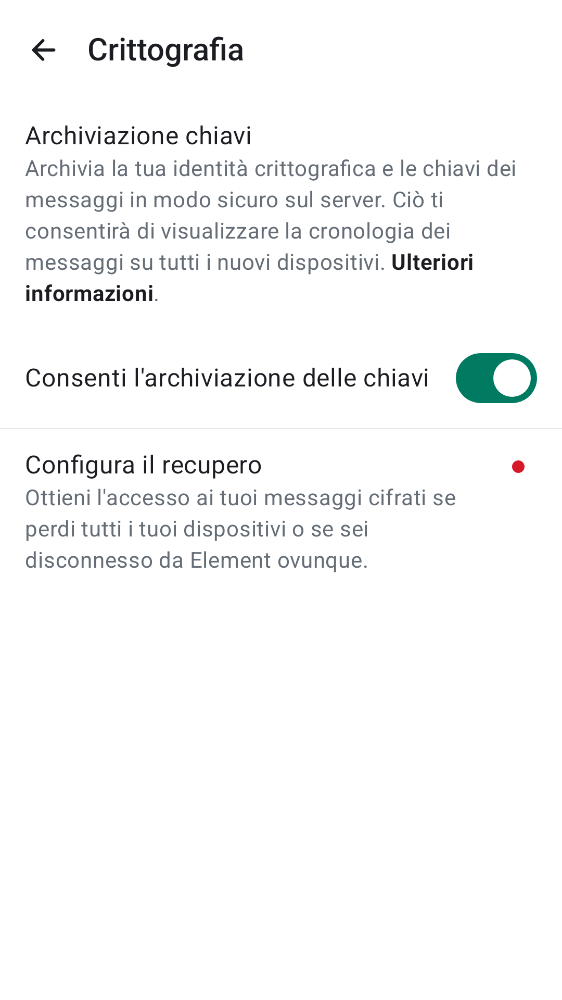 Crittografia
Archiviazione chiavi
Archivia la tua identità crittografica e le chiavi dei
messaggi in modo sicuro sul server. Ciò ti
consentirà di visualizzare la cronologia dei
messaggi su tutti i nuovi dispositivi. Ulteriori
informazioni.
Consenti l'archiviazione delle chiavi
Configura il recupero
Ottieni l'accesso ai tuoi messaggi cifrati se
perdi tutti i tuoi dispositivi o se sei
disconnesso da Element ovunque.